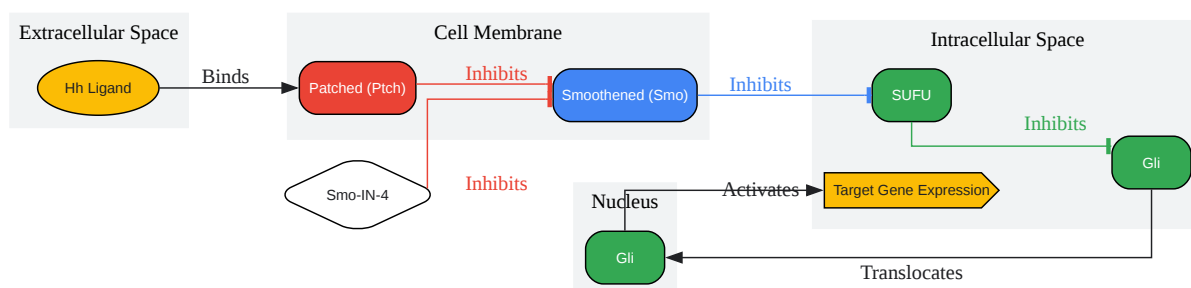 Extracellular Space
Cell Membrane
Intracellular Space
Hh Ligand
Binds
Patched (Ptch)
Inhibits
Smoothened (Smo)
Inhibits
SUFU
Inhibits
Gli
Smo-IN-4
Inhibits
Nucleus
Activates
Target Gene Expression
Gli
Translocates